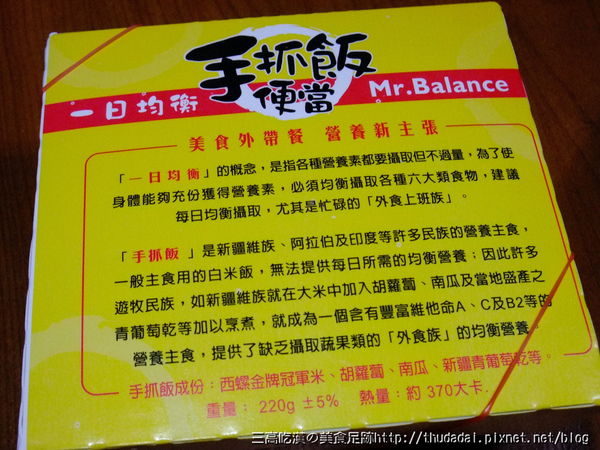 手抓飯
便當
一日均衡
Mr.Balance
美食外帶餐 營養新主張
「一日均衡」的概念，是指各種營養素都要攝取但不過量，為了使
身體能夠充份獲得營養素，必須均衡攝取各種六大類食物，建議
每日均衡攝取，尤其是忙碌的「外食上班族」。
「手抓飯」是新疆維族、阿拉伯及印度等許多民族的營養主食，
一般主食用的白米飯，無法提供每日所需的均衡營養；因此許多
遊牧民族，如新疆維族就在大米中加入胡蘿蔔、南瓜及當地盛產之
青葡萄乾等加以烹煮，就成為一個含有豐富維他命A、C及B2等的
營養主食，提供了缺乏攝取蔬果類的「外食族」的均衡營養。
手抓飯成份：西螺金牌冠軍米、胡蘿蔔、南瓜、新疆青葡萄乾等。
重量： 220g ±5% 熱量：約 370大卡.
三高吃漢の美食足跡http://thudadai.pixnet.net/blog